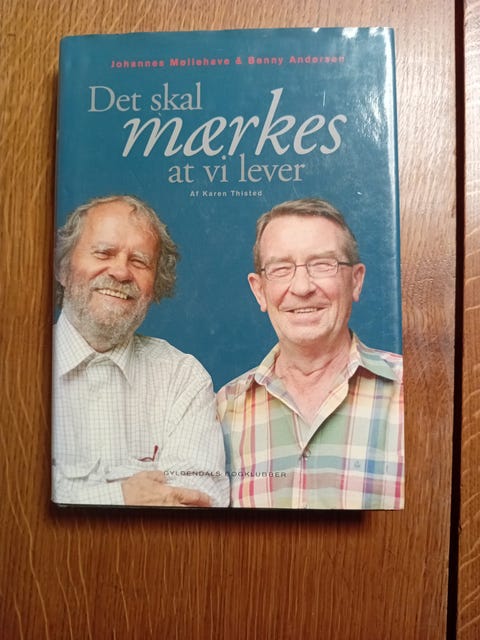 Johannes Møllehave & Benny Andersen
Det skal
mærkes
at vi lever
Af Karen Thisted
GYLDENDALS BOGKLUBBER